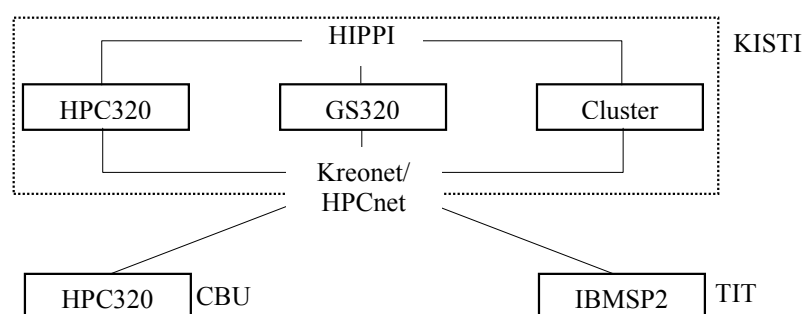 HIPPI
KISTI
HPC320
GS320
Cluster
Kreonet/
HPCnet
HPC320
CBU
IBMSP2
TIT